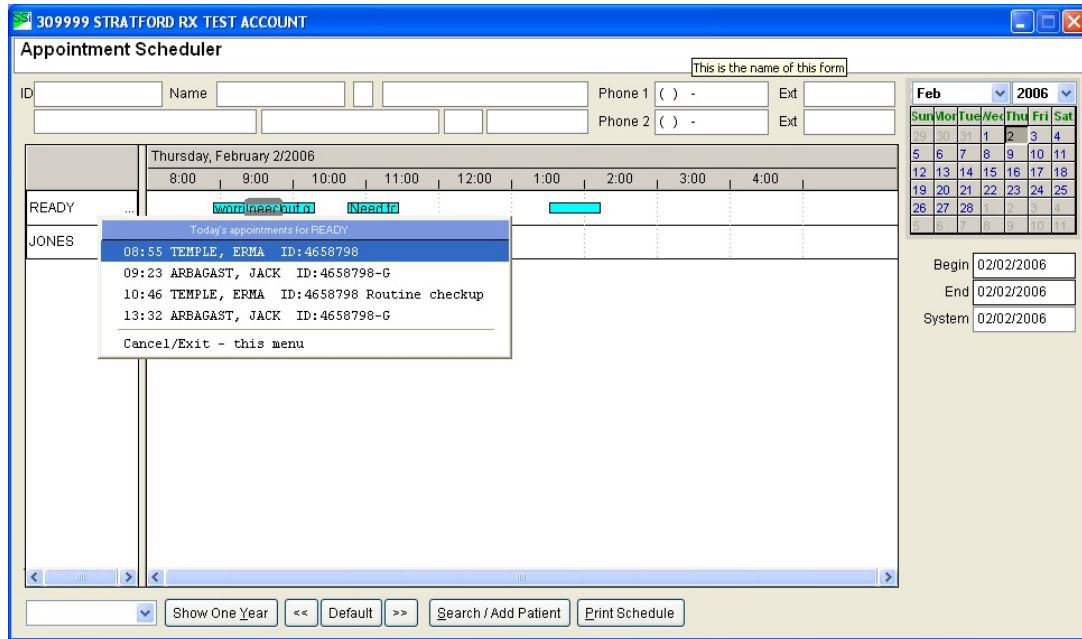 SSi 309999 STRATFORD RX TEST ACCOUNT
Appointment Scheduler
This is the name of this form
ID Name Phone 1 ( ) - Ext
Phone 2 ( ) - Ext
Feb 2006
Sun Mon Tue Wed Thu Fri Sat
29 30 31 1 2 3 4
5 6 7 8 9 10 11
12 13 14 15 16 17 18
19 20 21 22 23 24 25
26 27 28 1 2 3 4
5 6 7 8 9 10 11
Begin 02/02/2006
End 02/02/2006
System 02/02/2006
Thursday, February 2/2006
8:00 9:00 10:00 11:00 12:00 1:00 2:00 3:00 4:00
READY ... Need to
JONES
Today's appointments for READY
08:55 TEMPLE, ERMA ID:4658798
09:23 ARBAGAST, JACK ID:4658798-G
10:46 TEMPLE, ERMA ID:4658798 Routine checkup
13:32 ARBAGAST, JACK ID:4658798-G
Cancel/Exit - this menu
Show One Year << Default >> Search / Add Patient Print Schedule